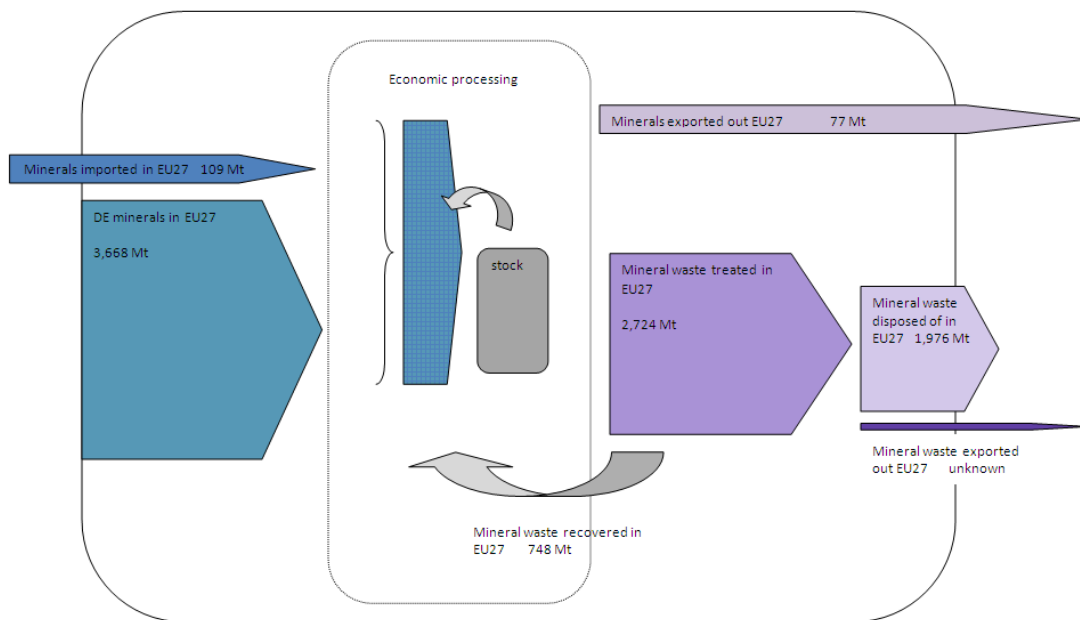 Economic processing
Minerals exported out EU27 77 Mt
Minerals imported in EU27 109 Mt
DE minerals in EU27
3,668 Mt
stock
Mineral waste treated in
EU27
2,724 Mt
Mineral waste
disposed of in
EU27 1,976 Mt
Mineral waste exported
out EU27 unknown
Mineral waste recovered in
EU27 748 Mt